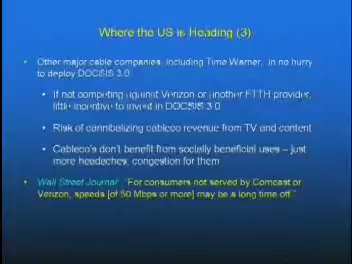 Where the US is Heading (3)
• Other major cable companies, including Time Warner, in no hurry
to deploy DOCSIS 3.0
• If not competing against Verizon or another FTTH provider,
little incentive to invest in DOCSIS 3.0
• Risk of cannibalizing cableco revenue from TV and content
• Cableco's don't benefit from socially beneficial uses – just
more headaches, congestion for them
• Wall Street Journal: "For consumers not served by Comcast or
Verizon, speeds [of 50 Mbps or more] may be a long time off."